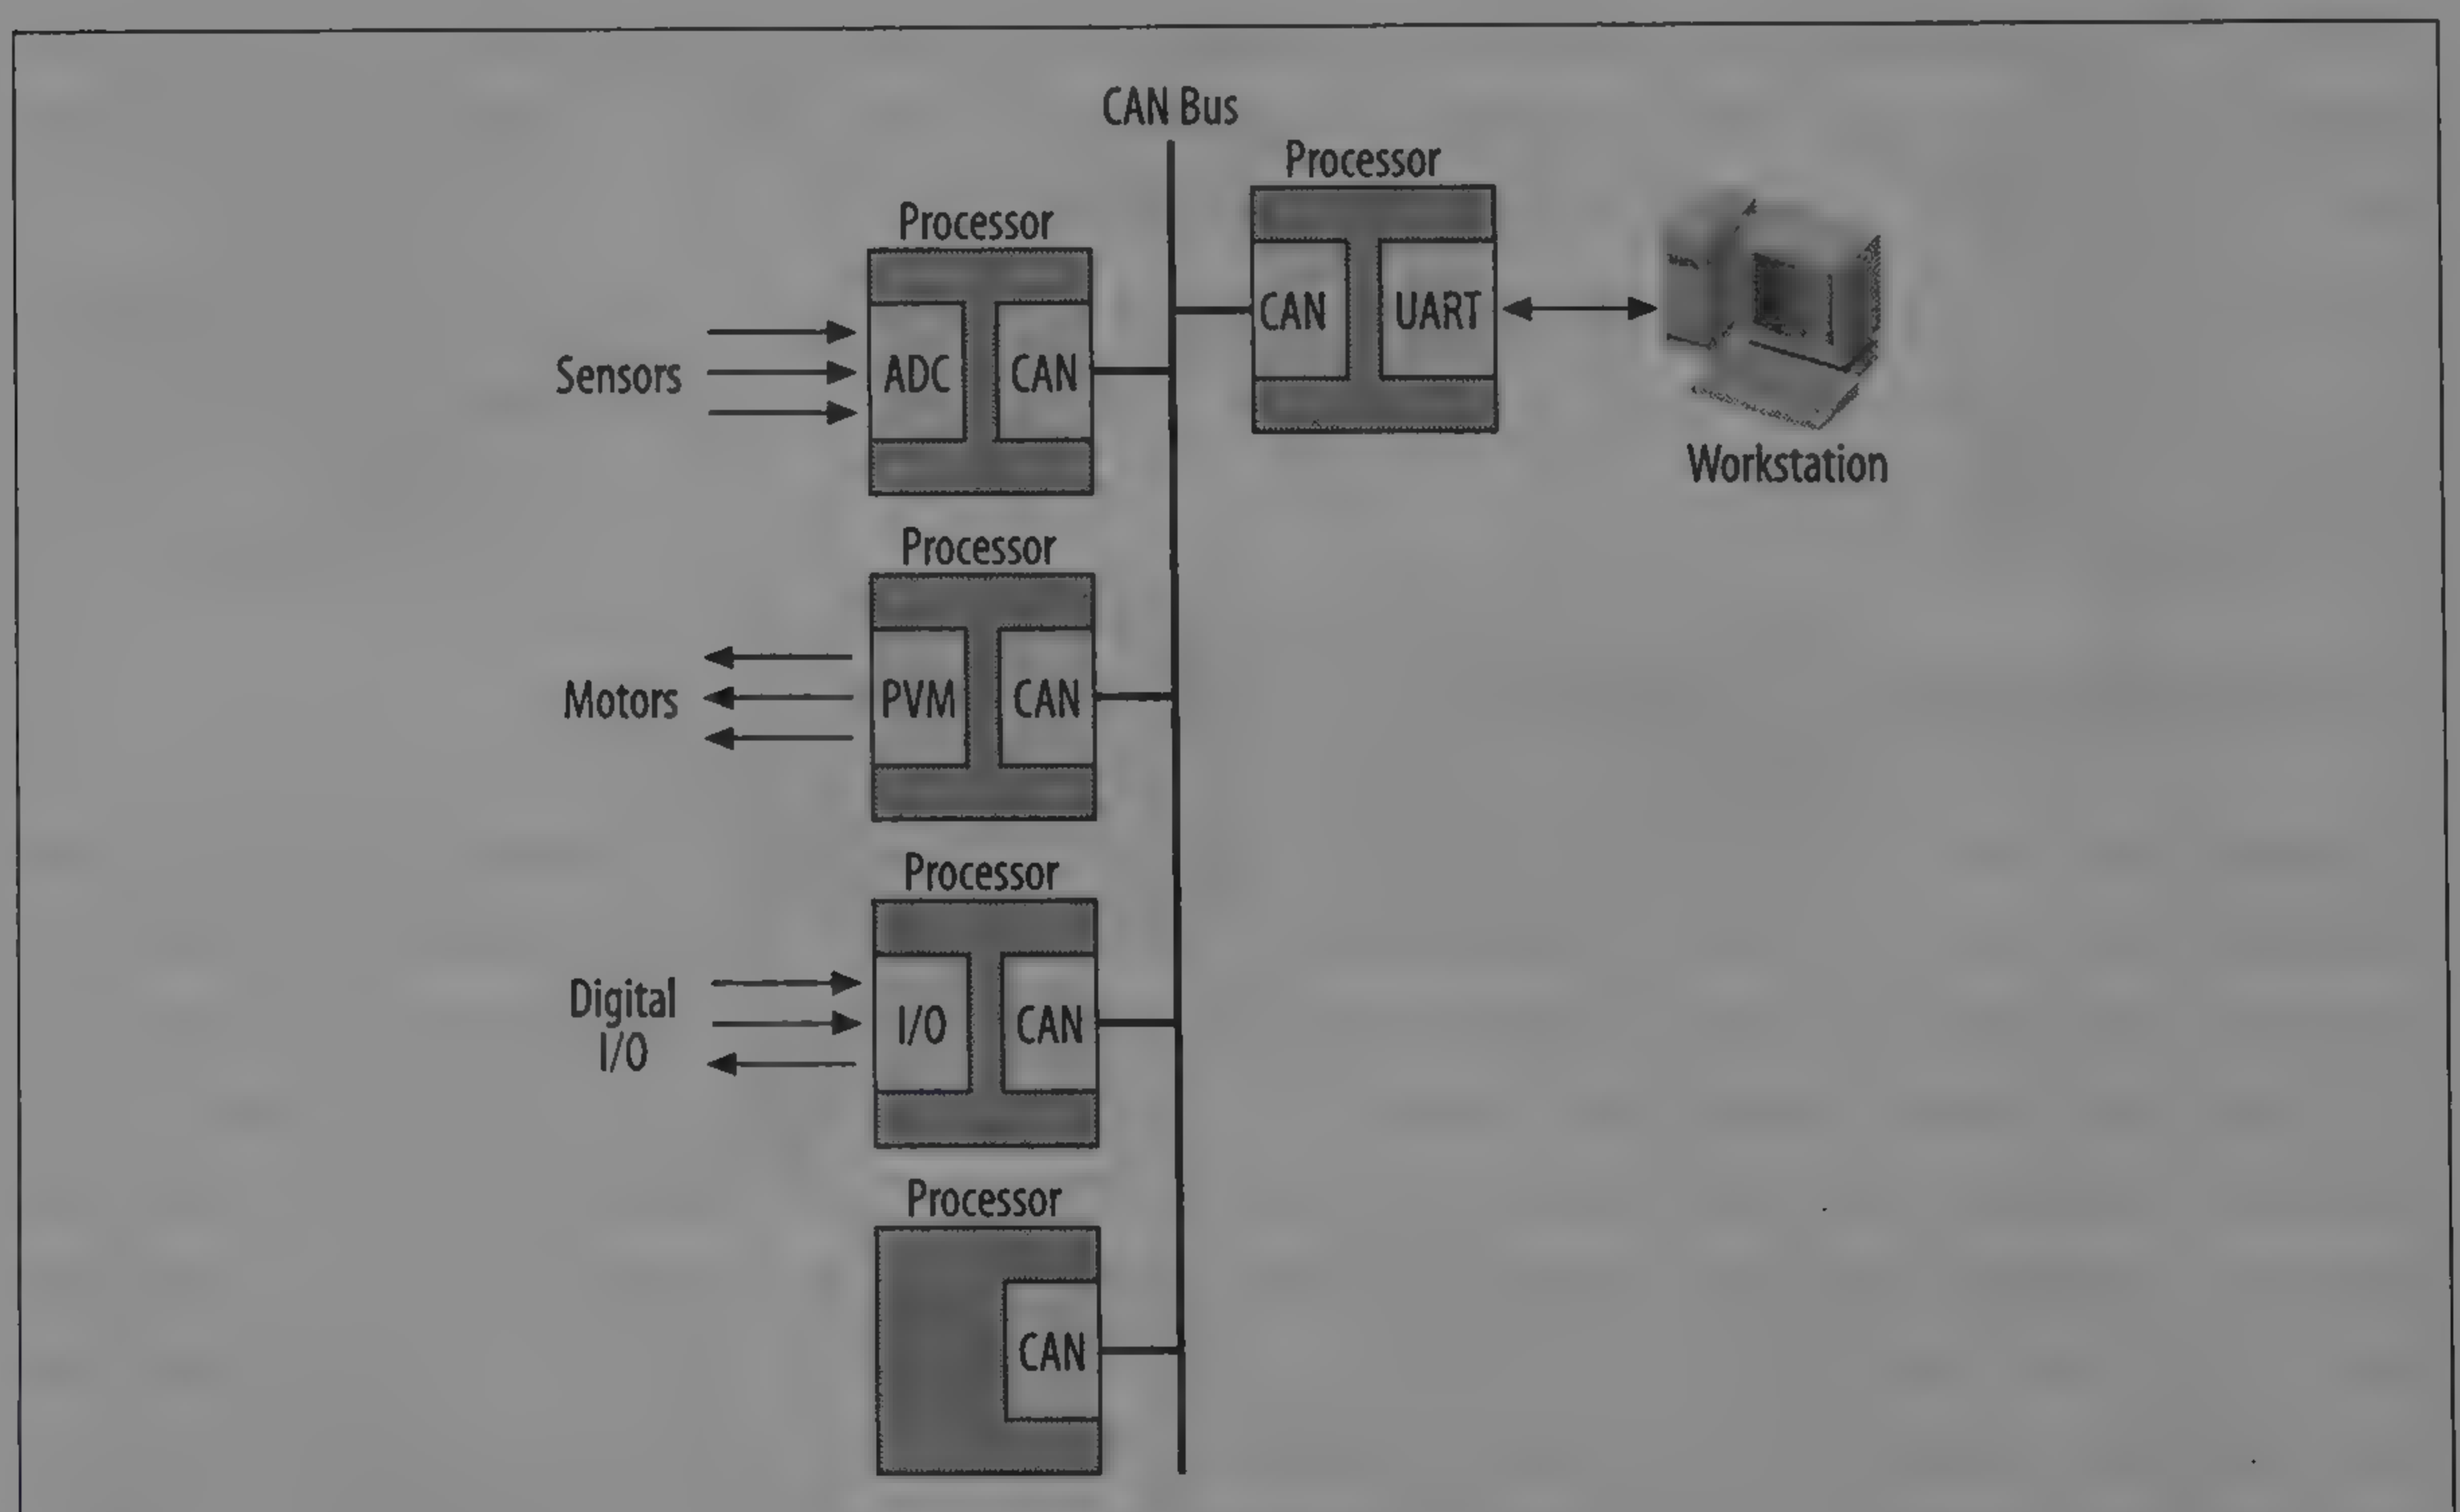 CAN Bus
Processor
CAN
UART
Workstation
Processor
Sensors
ADC
CAN
Processor
Motors
PVM
CAN
Processor
Digital
I/O
I/O
CAN
Processor
CAN